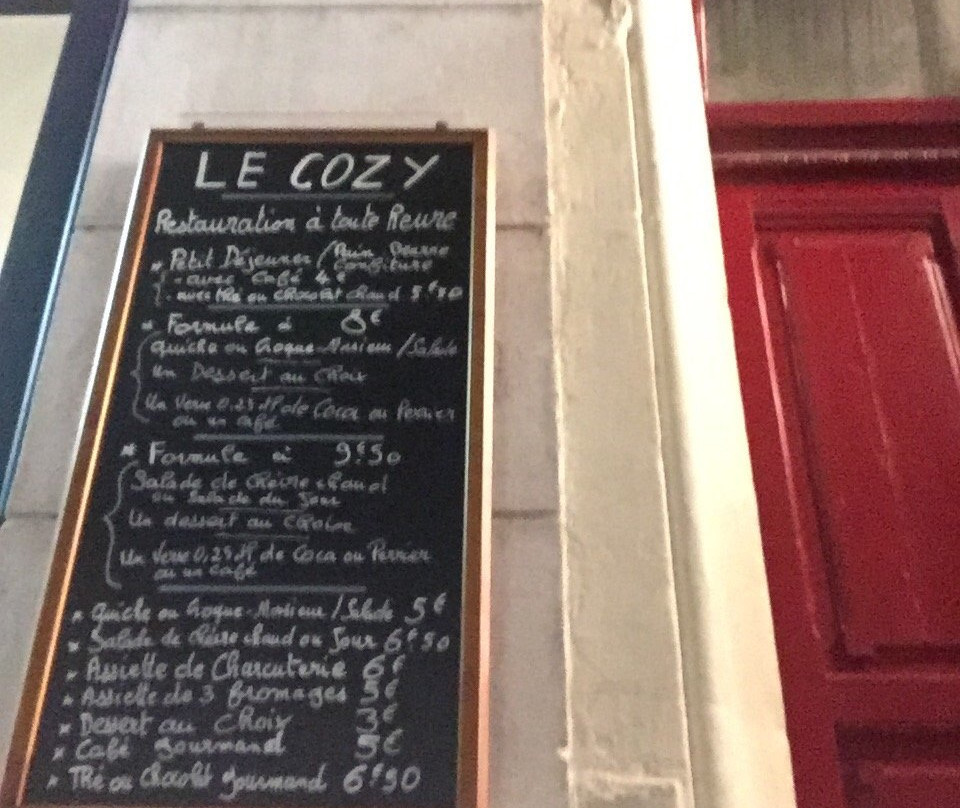 LE COZY
Restauration à toute heure
* Petit Déjeuner / Pain Beurre
Confiture
- avec Café 4€
- avec thé ou chocolat chaud 5€
* Formule à 8€
Quiche ou Croque-Monsieur / Salade
Un Dessert au choix
Un Verre 0,25 de Coca ou Perrier
ou un café
* Formule à 9€50
Salade de chèvre chaud
ou Salade du Jour
Un dessert au choix
Un Verre 0,25 de Coca ou Perrier
ou un café
* Quiche ou Croque-Monsieur / Salade 5€
* Salade de chèvre chaud ou Jour 6€50
* Assiette de Charcuterie 6€
* Assiette de 3 fromages 5€
* Dessert au choix 3€
* Café gourmand 5€
* Thé ou chocolat gourmand 6€90